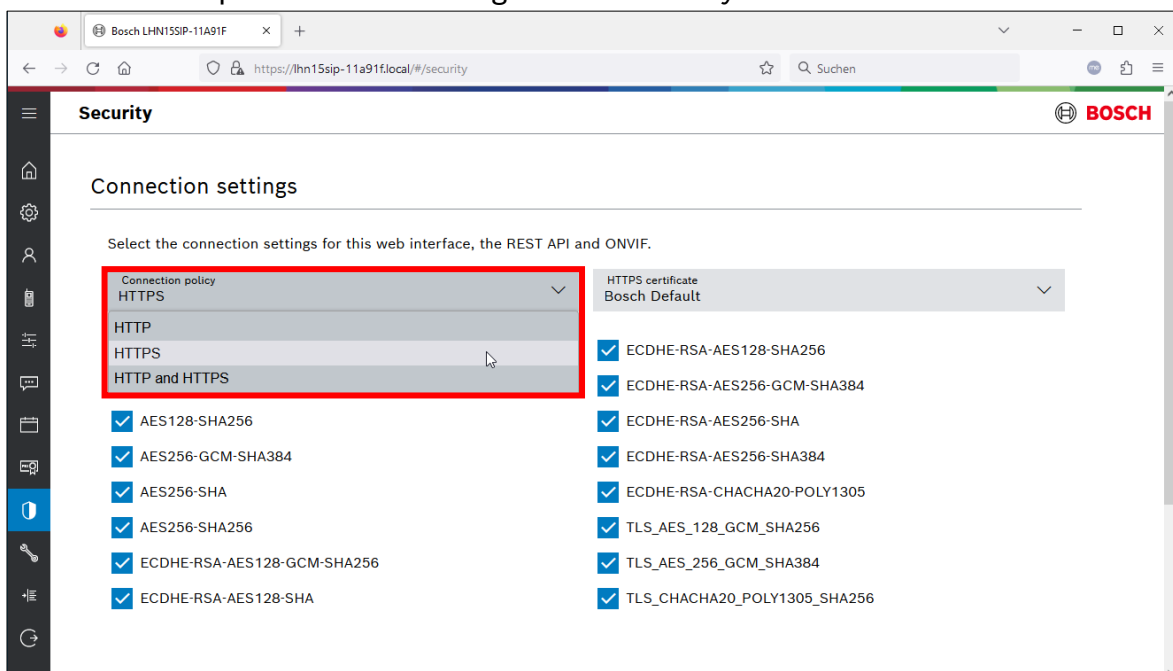 Bosch LHN15SIP-11A91F
https://lhn15sip-11a91f.local/#/security
Suchen
Security
BOSCH
Connection settings
Select the connection settings for this web interface, the REST API and ONVIF.
Connection policy
HTTPS
HTTP
HTTPS
HTTP and HTTPS
HTTPS certificate
Bosch Default
AES128-SHA256
AES256-GCM-SHA384
AES256-SHA
AES256-SHA256
ECDHE-RSA-AES128-GCM-SHA256
ECDHE-RSA-AES128-SHA
ECDHE-RSA-AES128-SHA256
ECDHE-RSA-AES256-GCM-SHA384
ECDHE-RSA-AES256-SHA
ECDHE-RSA-AES256-SHA384
ECDHE-RSA-CHACHA20-POLY1305
TLS_AES_128_GCM_SHA256
TLS_AES_256_GCM_SHA384
TLS_CHACHA20_POLY1305_SHA256